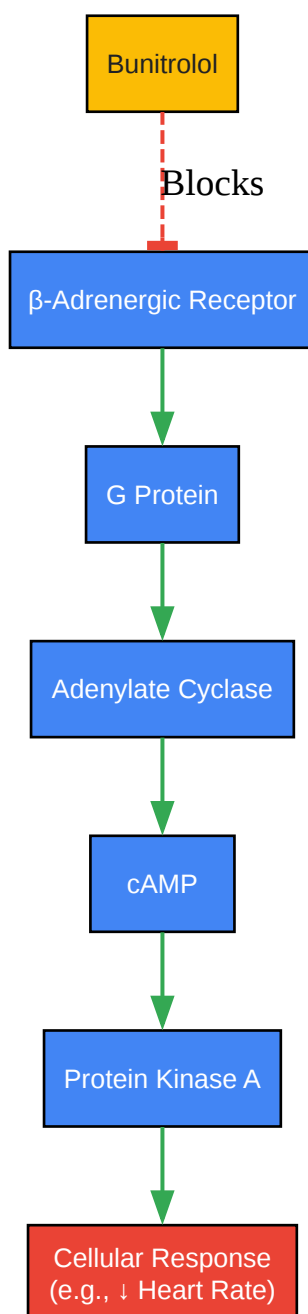 Bunitrolol
Blocks
β-Adrenergic Receptor
G Protein
Adenylate Cyclase
cAMP
Protein Kinase A
Cellular Response
(e.g., ↓ Heart Rate)